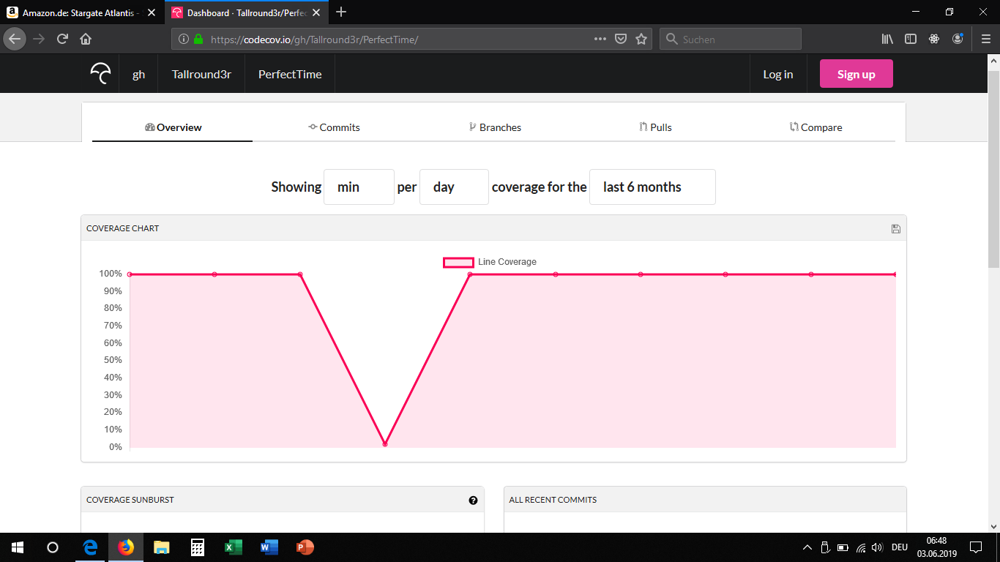 Amazon.de: Stargate Atlantis -
Dashboard · Tallround3r/Perfec
https://codecov.io/gh/Tallround3r/PerfectTime/
Suchen
gh Tallround3r PerfectTime Log in Sign up
Overview Commits Branches Pulls Compare
Showing min per day coverage for the last 6 months
COVERAGE CHART
Line Coverage
100%
90%
80%
70%
60%
50%
40%
30%
20%
10%
0%
COVERAGE SUNBURST
ALL RECENT COMMITS
DEU
06:48
03.06.2019